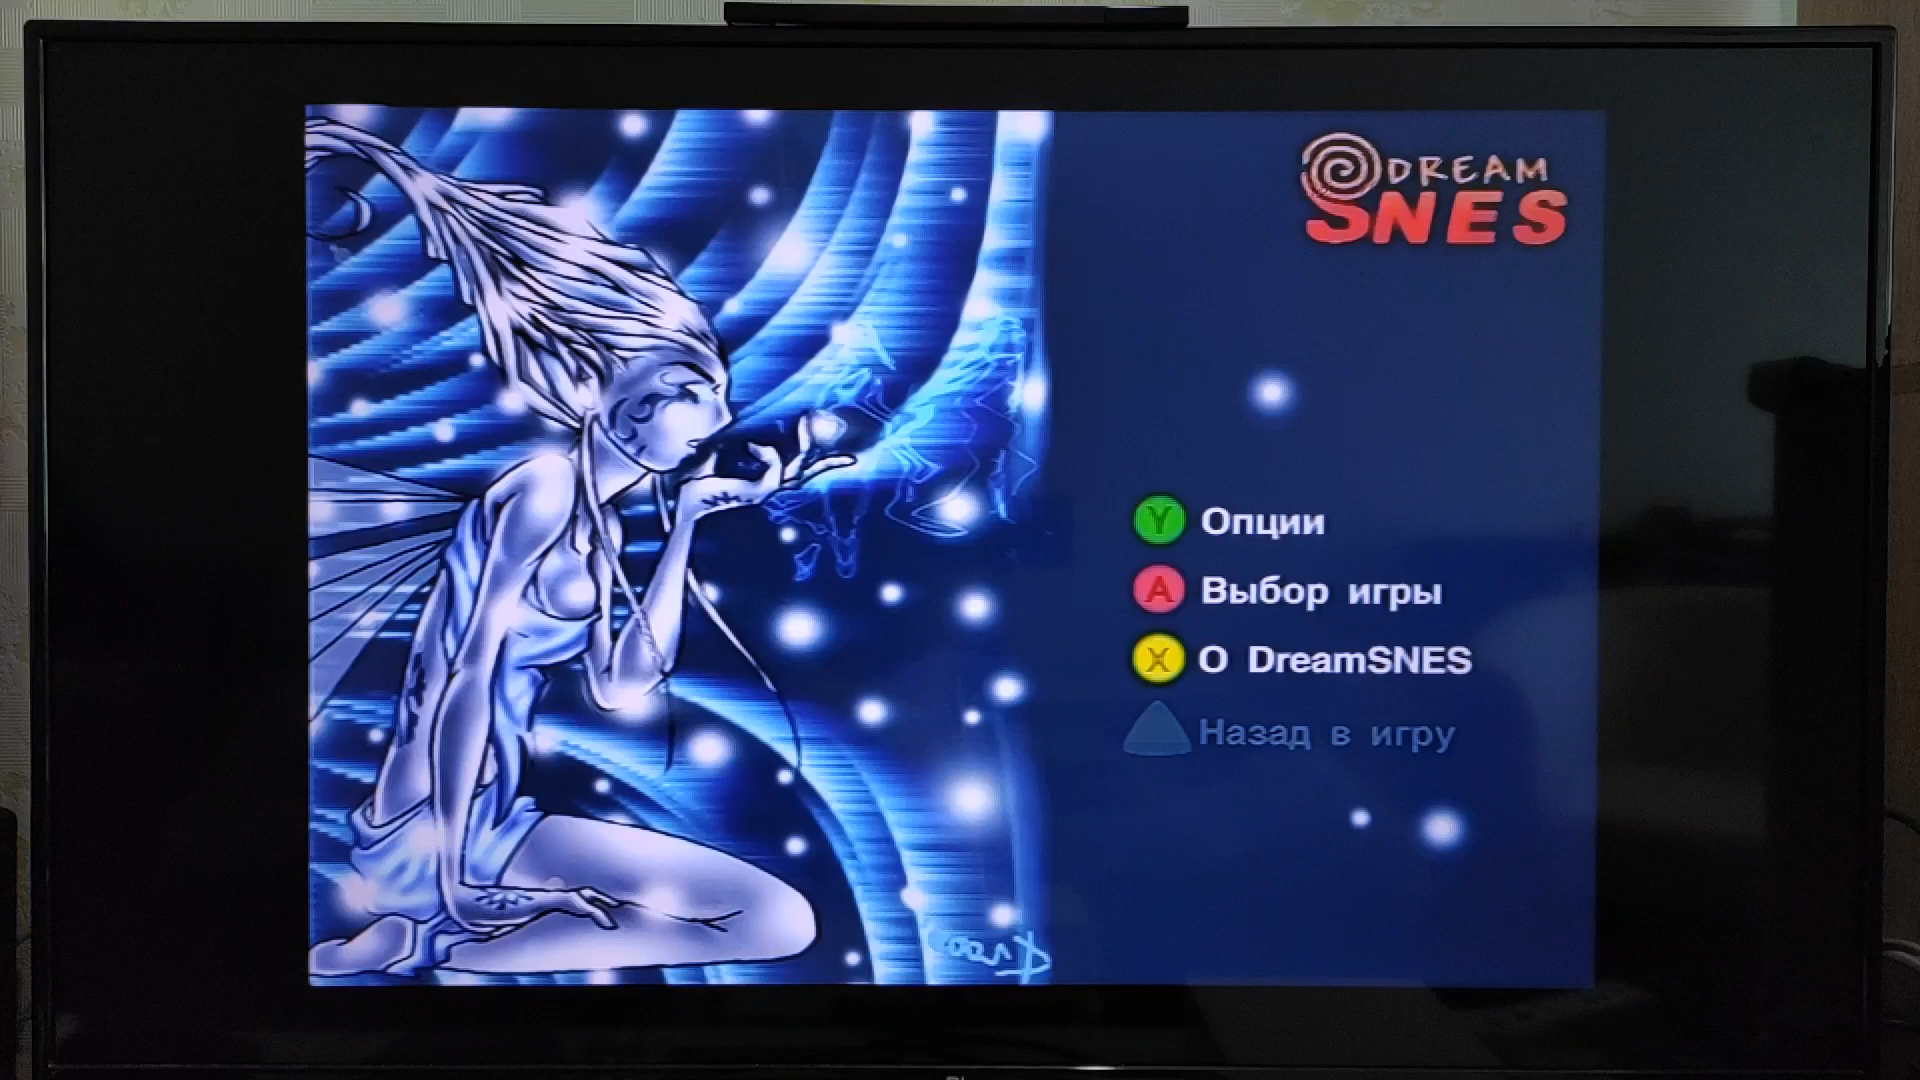 DREAM
SNES
Y Опции
A Выбор игры
X О DreamSNES
Назад в игру